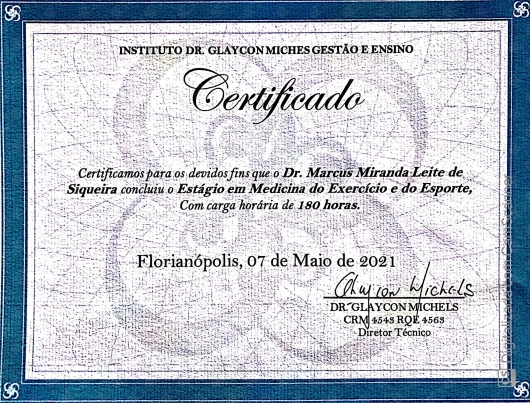 INSTITUTO DR. GLAYCON MICHES GESTÃO E ENSINO
Certificado
Certificamos para os devidos fins que o Dr. Marcus Miranda Leite de
Siqueira concluiu o Estágio em Medicina do Exercício e do Esporte,
Com carga horária de 180 horas.
Florianópolis, 07 de Maio de 2021
Glaycon Michels
DR. GLAYCON MICHELS
CRM 4543 RQE 4563
Diretor Técnico